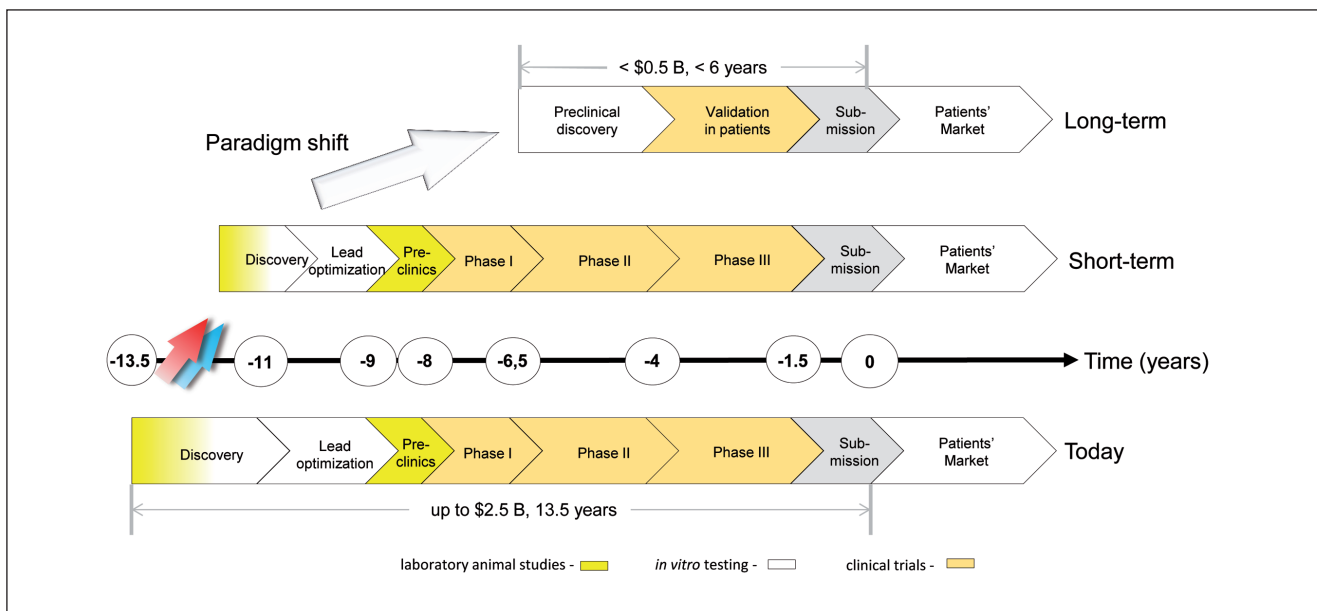 < $0.5 B, < 6 years
Preclinical
discovery
Validation
in patients
Sub-
mission
Patients'
Market
Long-term
Paradigm shift
Discovery
Lead
optimization
Pre-
clinics
Phase I
Phase II
Phase III
Sub-
mission
Patients'
Market
Short-term
-13.5
-11
-9
-8
-6,5
-4
-1.5
0
Time (years)
Discovery
Lead
optimization
Pre-
clinics
Phase I
Phase II
Phase III
Sub-
mission
Patients'
Market
Today
up to $2.5 B, 13.5 years
laboratory animal studies -
in vitro testing -
clinical trials -